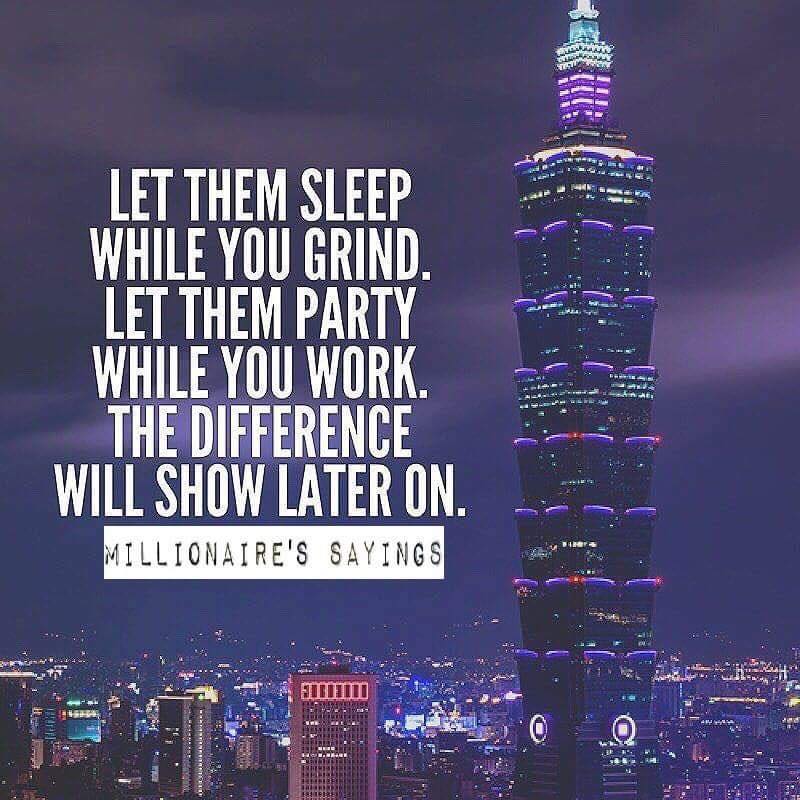 LET THEM SLEEP
WHILE YOU GRIND.
LET THEM PARTY
WHILE YOU WORK.
THE DIFFERENCE
WILL SHOW LATER ON.
MILLIONAIRE'S SAYINGS